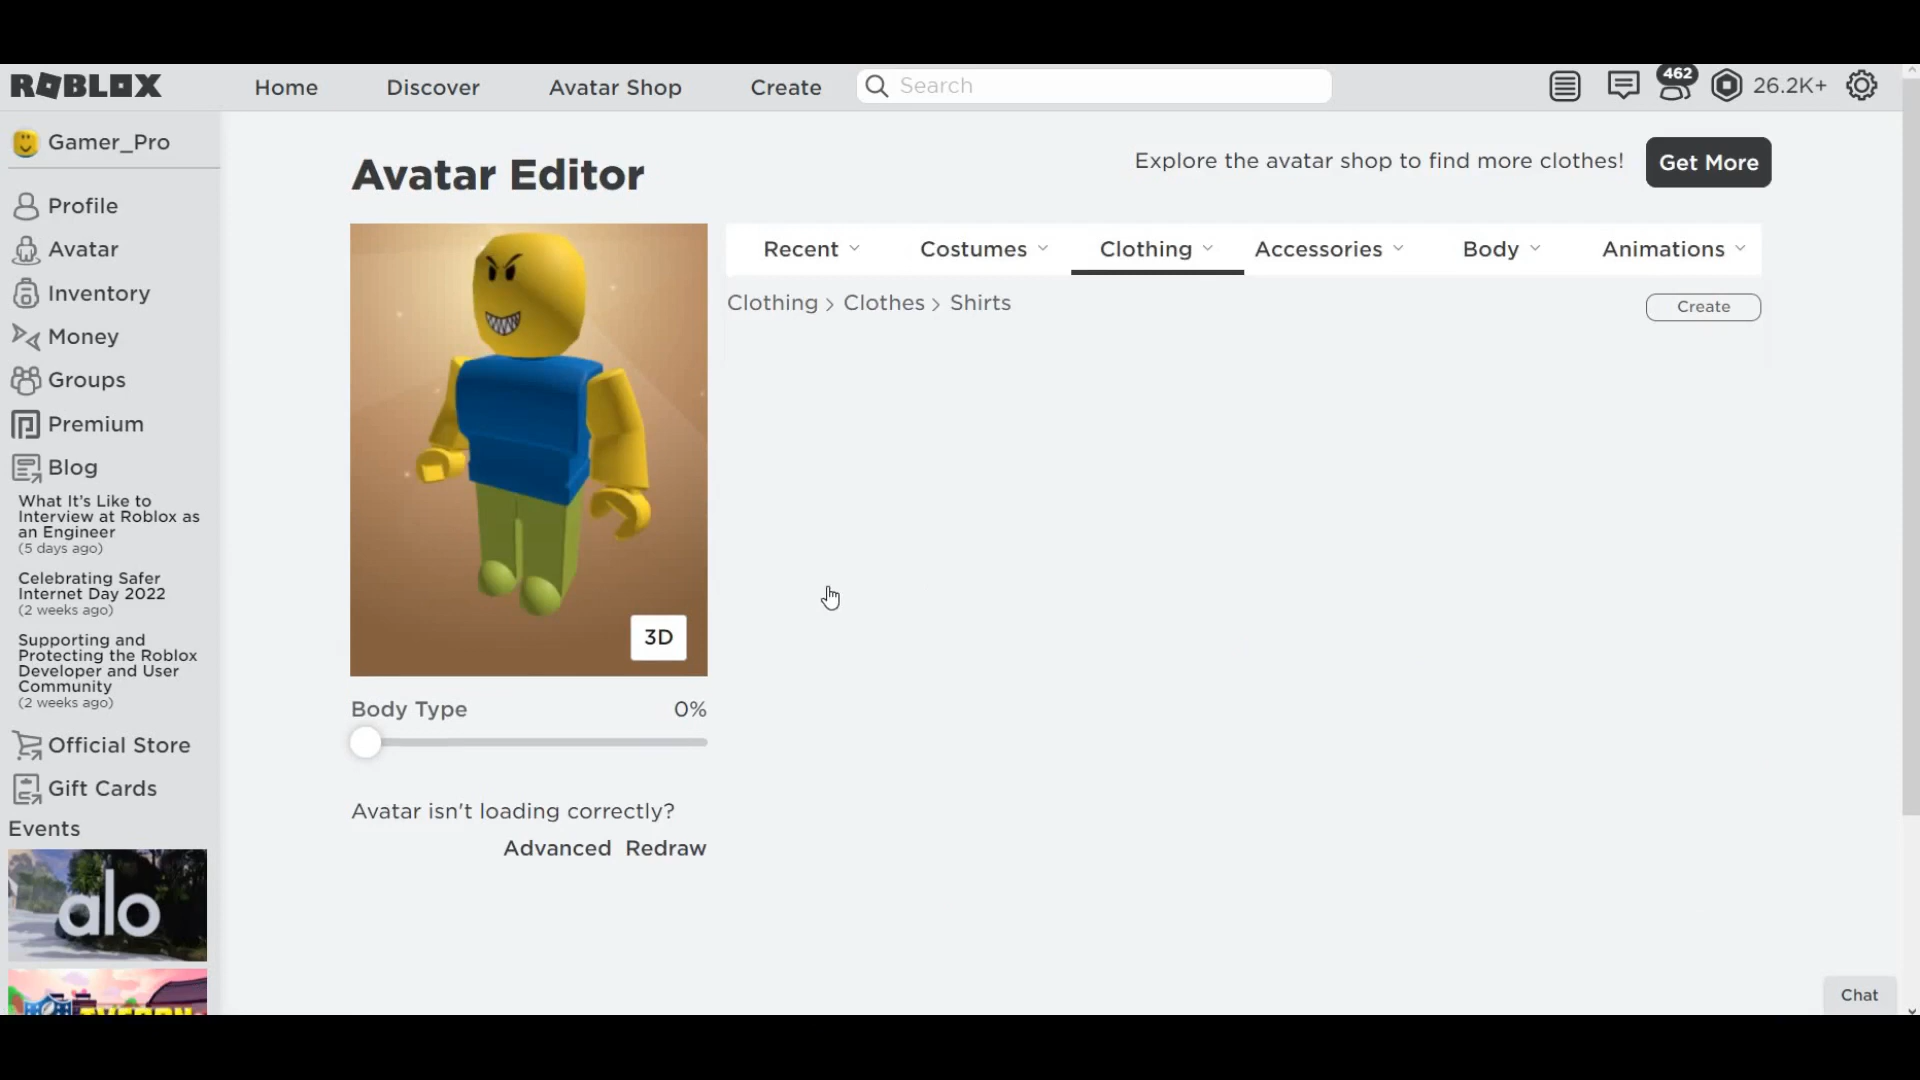 ROBLOX
Home Discover Avatar Shop Create Search 462 26.2K+
Gamer_Pro
Profile
Avatar
Inventory
Money
Groups
Premium
Blog
What It's Like to
Interview at Roblox as
an Engineer
(5 days ago)
Celebrating Safer
Internet Day 2022
(2 weeks ago)
Supporting and
Protecting the Roblox
Developer and User
Community
(2 weeks ago)
Official Store
Gift Cards
Events
alo
TYCOON
Avatar Editor
Explore the avatar shop to find more clothes! Get More
Recent Costumes Clothing Accessories Body Animations
Clothing > Clothes > Shirts
Create
3D
Body Type 0%
Avatar isn't loading correctly?
Advanced Redraw
Chat